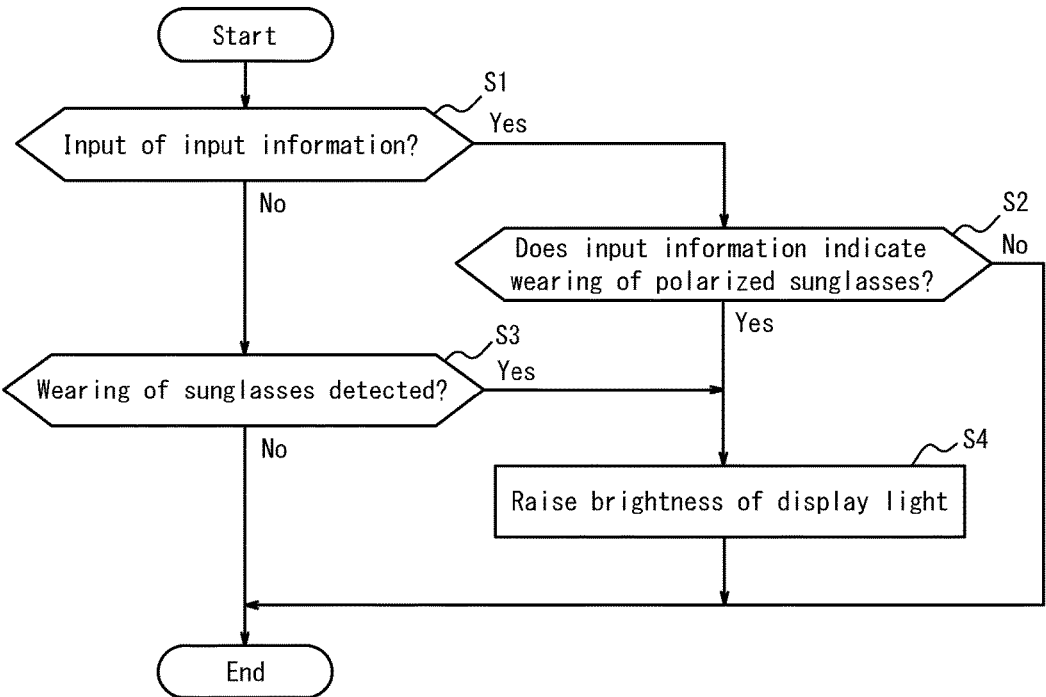 Start
S1
Input of input information?
Yes
No
S2
Does input information indicate
wearing of polarized sunglasses?
No
Yes
S3
Wearing of sunglasses detected?
Yes
No
S4
Raise brightness of display light
End